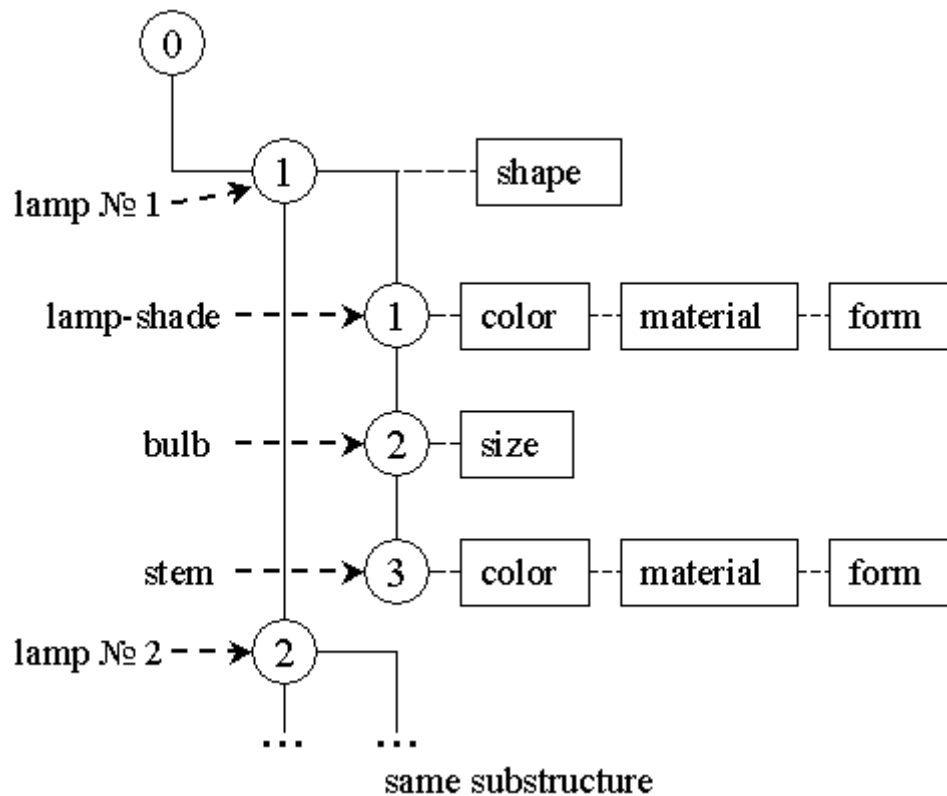 0
1 shape
lamp № 1
lamp-shade 1 color material form
bulb 2 size
stem 3 color material form
lamp № 2 2
... ...
same substructure